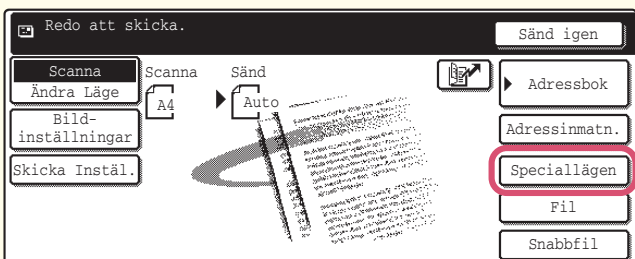 Redo att skicka.
Sänd igen
Scanna
Ändra Läge
Scanna
Sänd
A4
Auto
Adressbok
Bild-
inställningar
Adressinmatn.
Skicka Instäl.
Speciallägen
Fil
Snabbfil